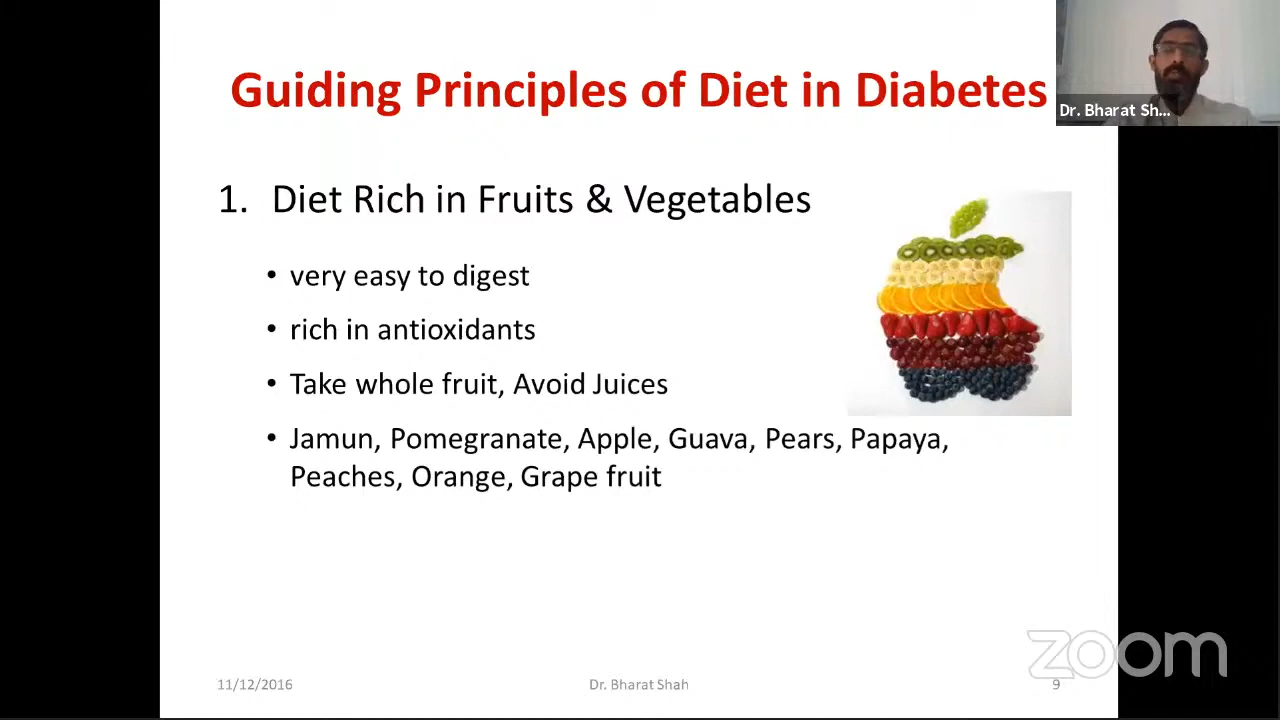 Guiding Principles of Diet in Diabetes
Dr. Bharat Sh...
1. Diet Rich in Fruits & Vegetables
• very easy to digest
• rich in antioxidants
• Take whole fruit, Avoid Juices
• Jamun, Pomegranate, Apple, Guava, Pears, Papaya,
Peaches, Orange, Grape fruit
zoom
11/12/2016
Dr. Bharat Shah
9